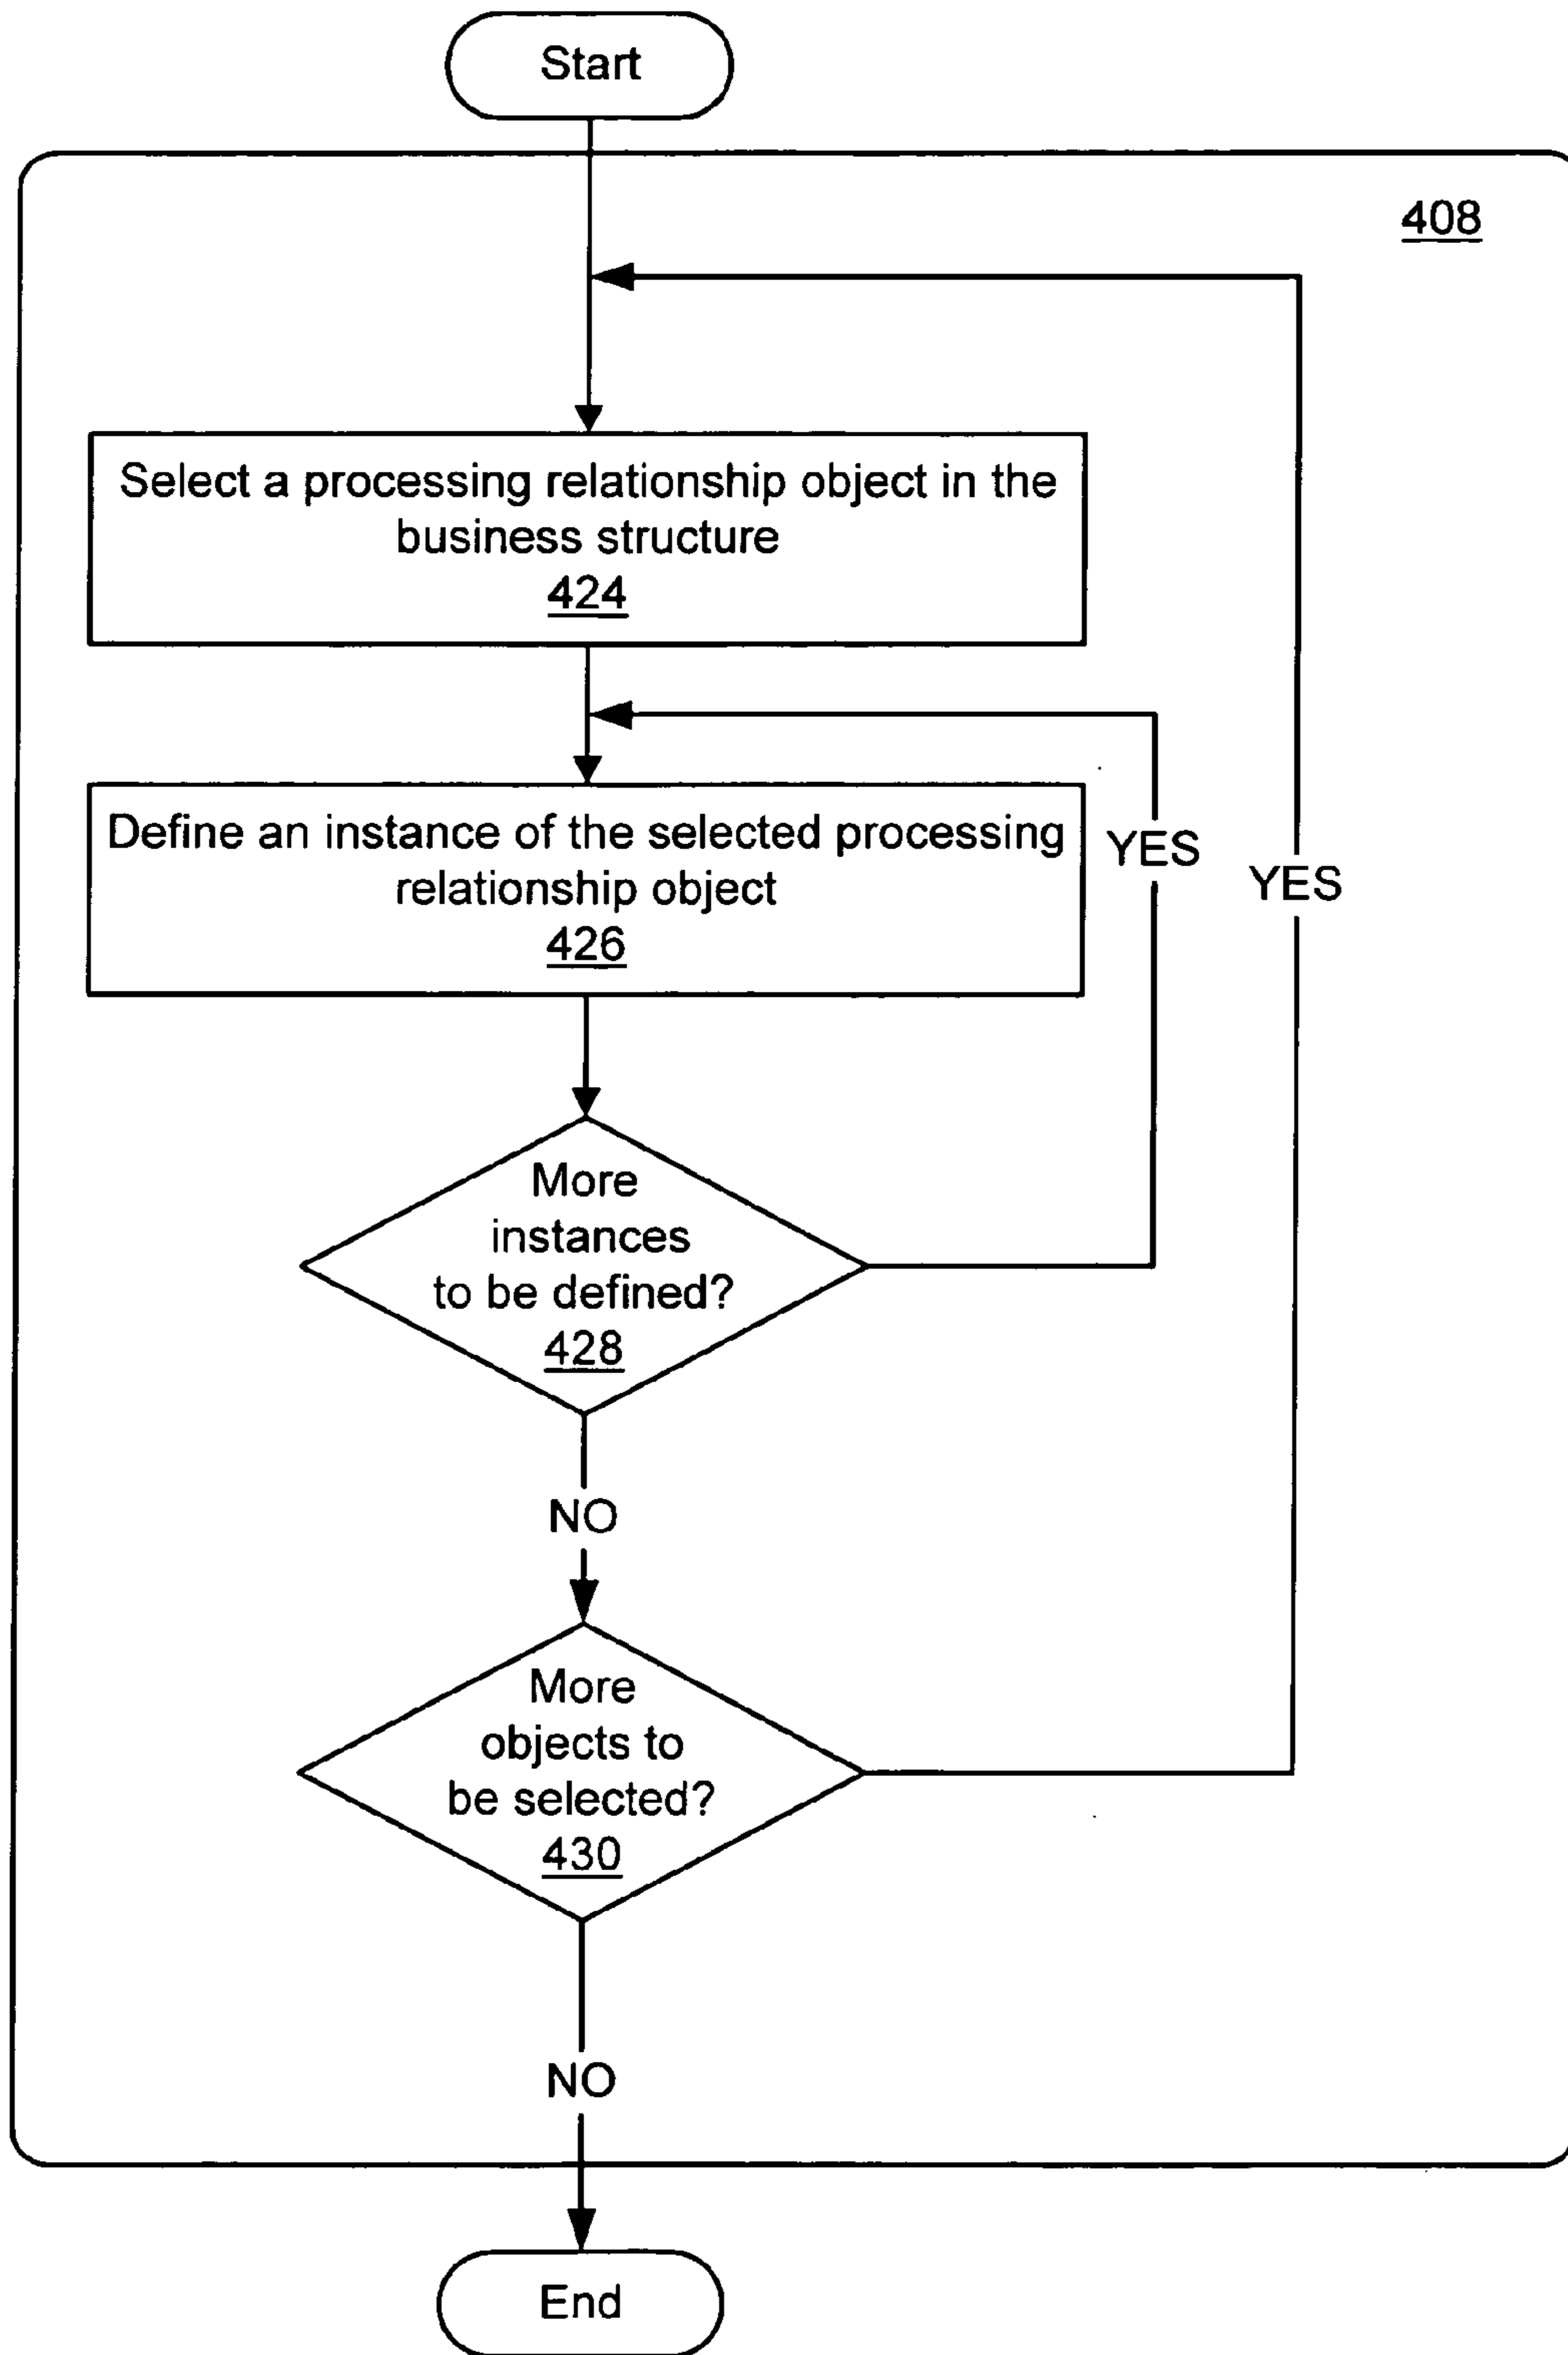 Start
408
Select a processing relationship object in the
business structure
424
Define an instance of the selected processing
relationship object
426
YES
YES
More
instances
to be defined?
428
NO
More
objects to
be selected?
430
NO
End